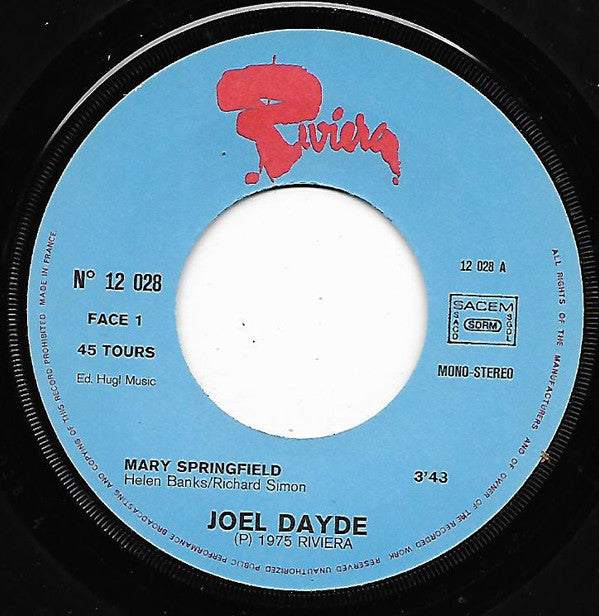 Riviera
N° 12 028
FACE 1
45 TOURS
Ed. Hugl Music
12 028 A
SACEM
SACD
SDRM
SGDL
MONO-STEREO
MARY SPRINGFIELD
Helen Banks/Richard Simon
3'43
JOEL DAYDE
(P) 1975 RIVIERA
ALL RIGHTS OF THE MANUFACTURERS AND OF OWNER OF THE RECORDED WORK RESERVED UNAUTHORIZED PUBLIC PERFORMANCE BROADCASTING AND COPYING OF THIS RECORD PROHIBITED MADE IN FRANCE